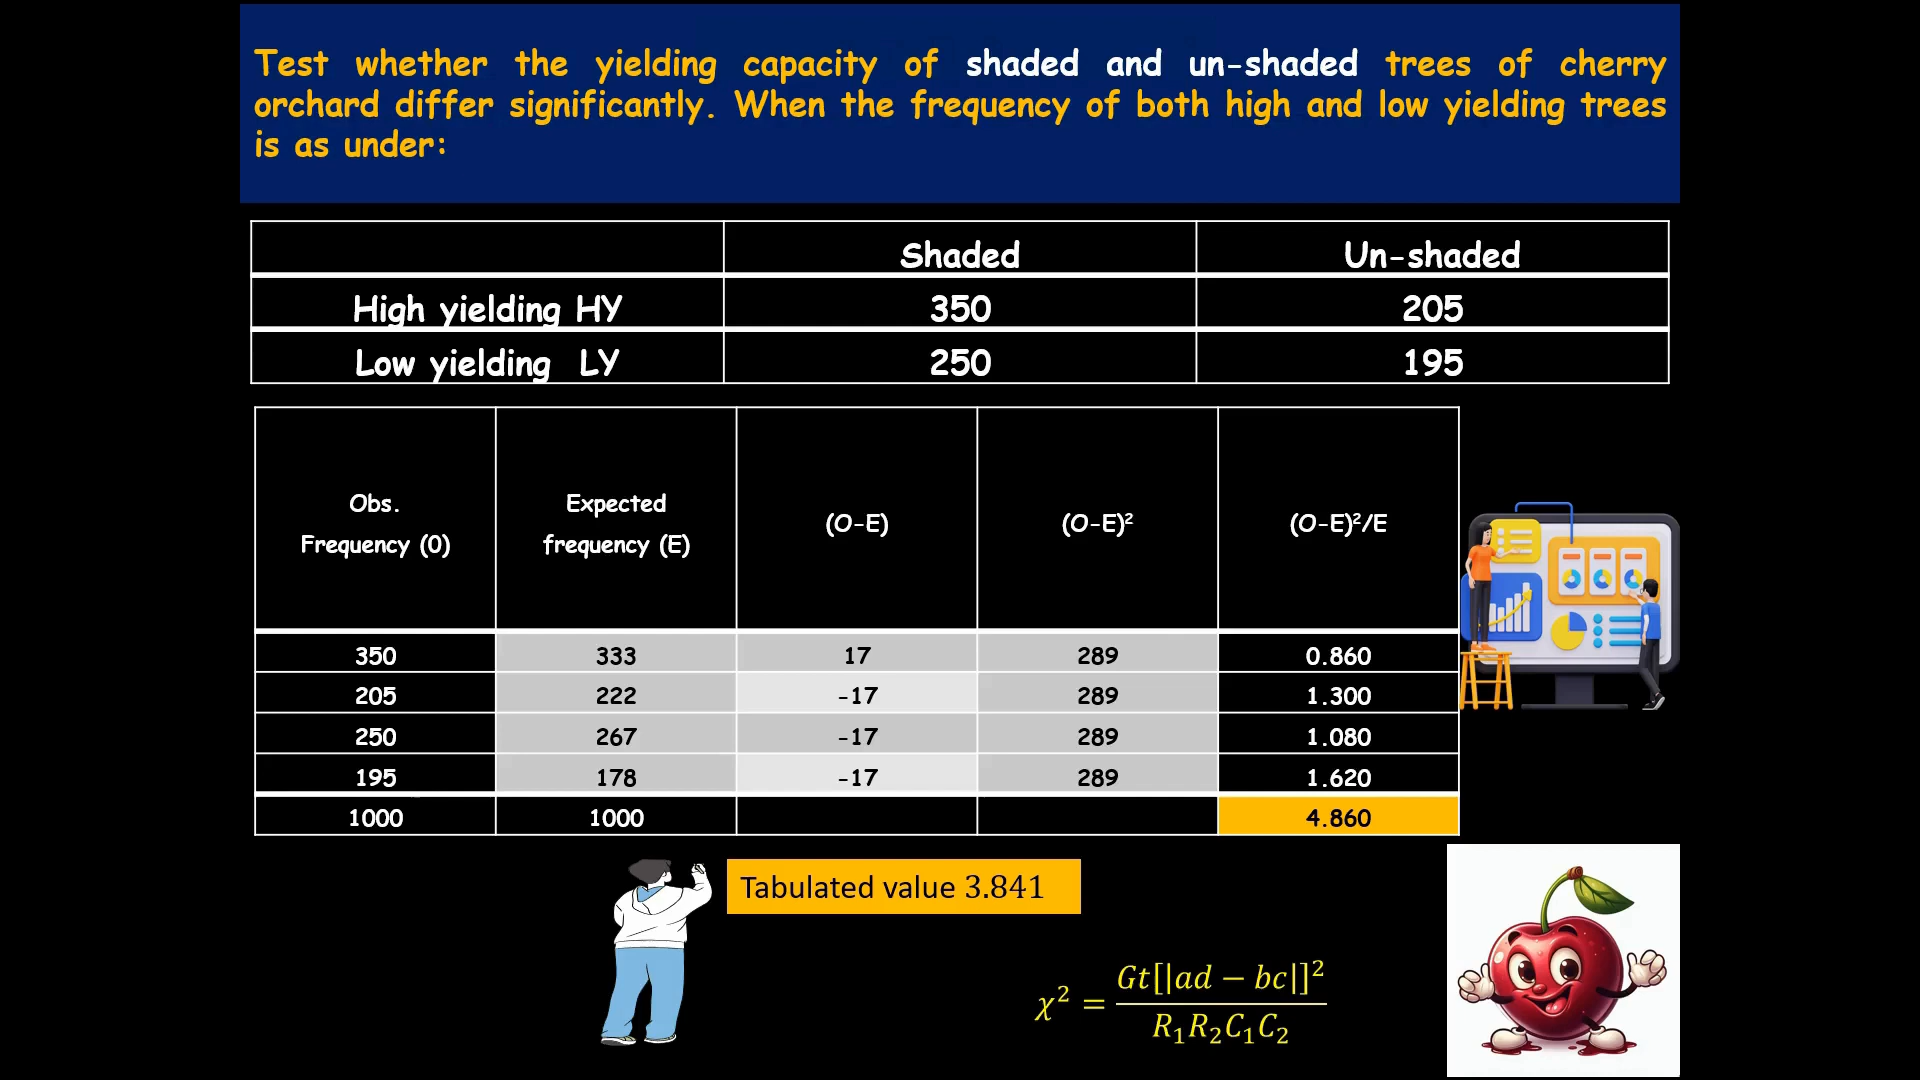 Test whether the yielding capacity of shaded and un-shaded trees of cherry
orchard differ significantly. When the frequency of both high and low yielding trees
is as under:
Shaded Un-shaded
High yielding HY 350 205
Low yielding LY 250 195
Obs.
Frequency (0)
Expected
frequency (E)
(O-E)
(O-E)²
(O-E)²/E
350 333 17 289 0.860
205 222 -17 289 1.300
250 267 -17 289 1.080
195 178 -17 289 1.620
1000 1000 4.860
Tabulated value 3.841
χ² = Gt[|ad − bc|]² / R₁R₂C₁C₂